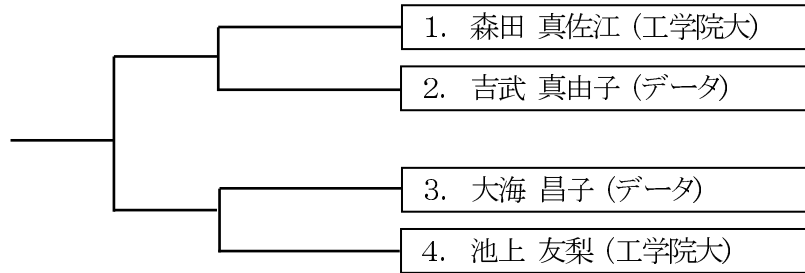 1. 森田 真佐江（工学院大）
2. 吉武 真由子（データ）
3. 大海 昌子（データ）
4. 池上 友梨（工学院大）